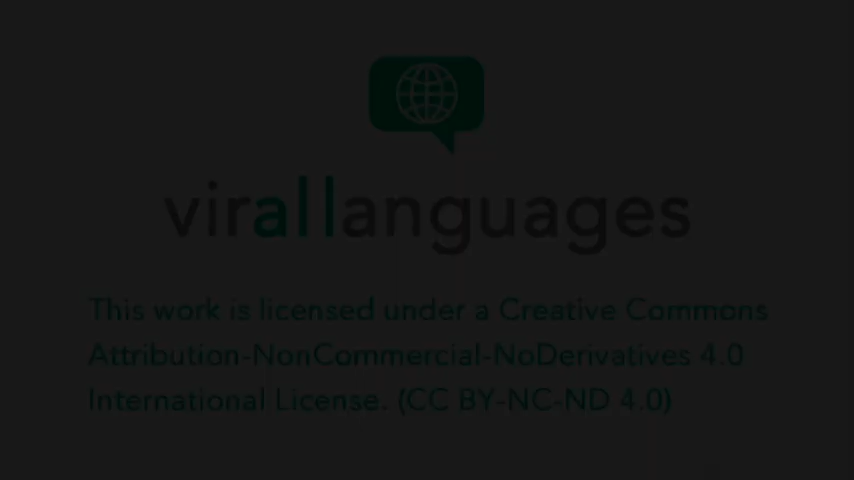 virallanguages
This work is licensed under a Creative Commons
Attribution-NonCommercial-NoDerivatives 4.0
International License. (CC BY-NC-ND 4.0)